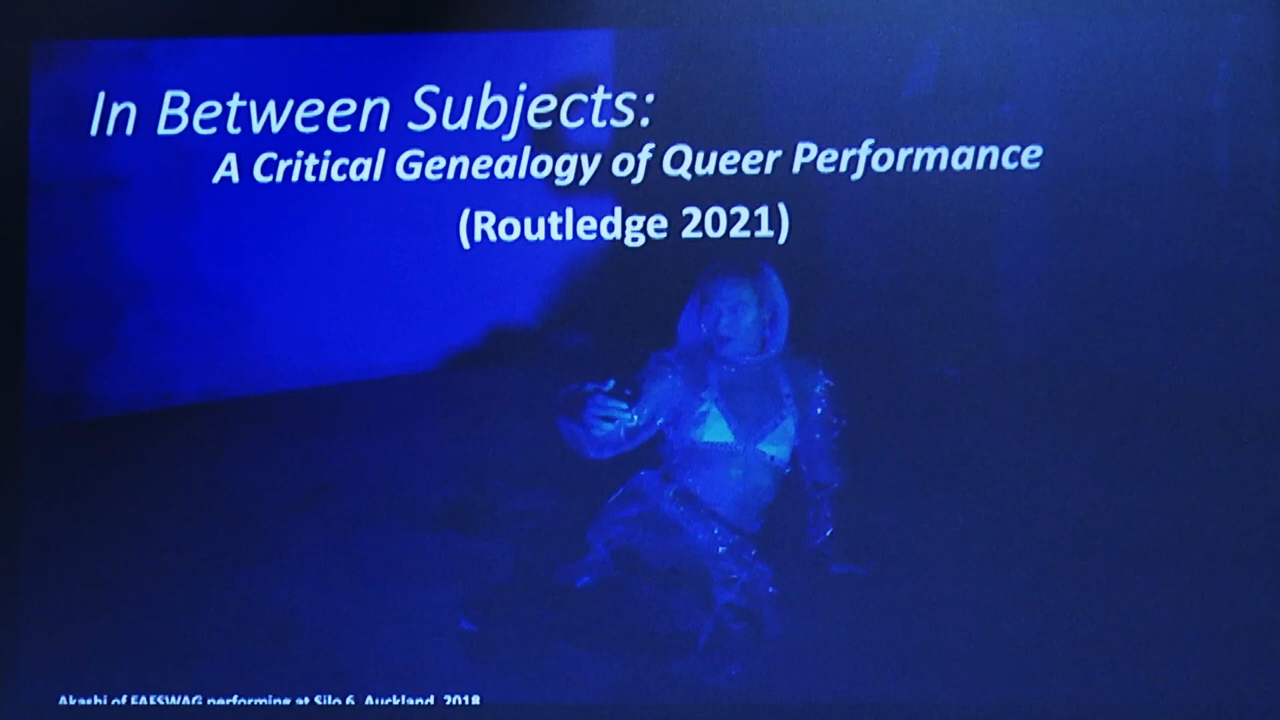 In Between Subjects:
A Critical Genealogy of Queer Performance
(Routledge 2021)
Akashi of FAFSWAG performing at Silo 6, Auckland, 2018